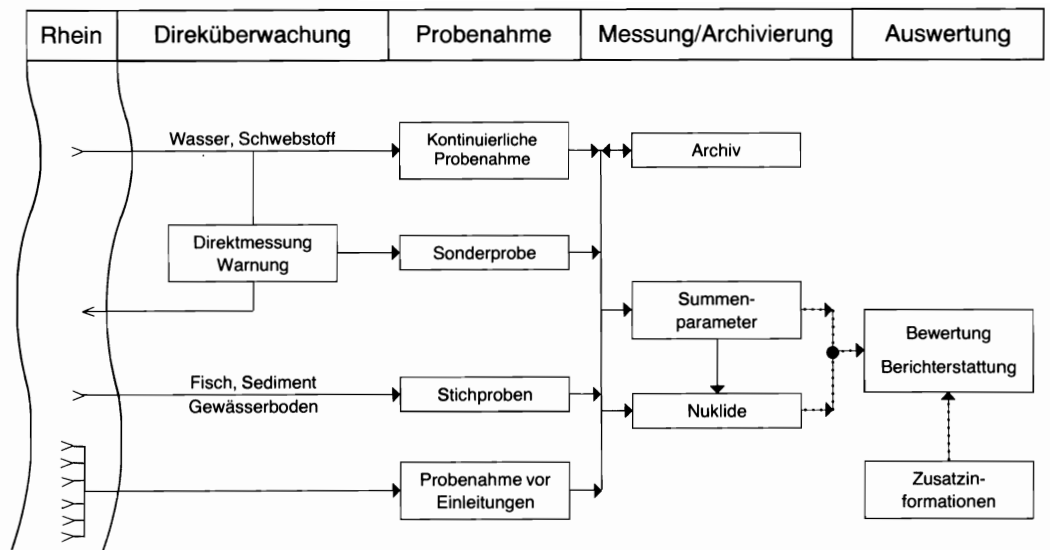 Rhein
Direküberwachung
Probenahme
Messung/Archivierung
Auswertung
Wasser, Schwebstoff
Kontinuierliche
Probenahme
Archiv
Direktmessung
Warnung
Sonderprobe
Summen-
parameter
Bewertung
Berichterstattung
Fisch, Sediment
Gewässerboden
Stichproben
Nuklide
Probenahme vor
Einleitungen
Zusatzin-
formationen